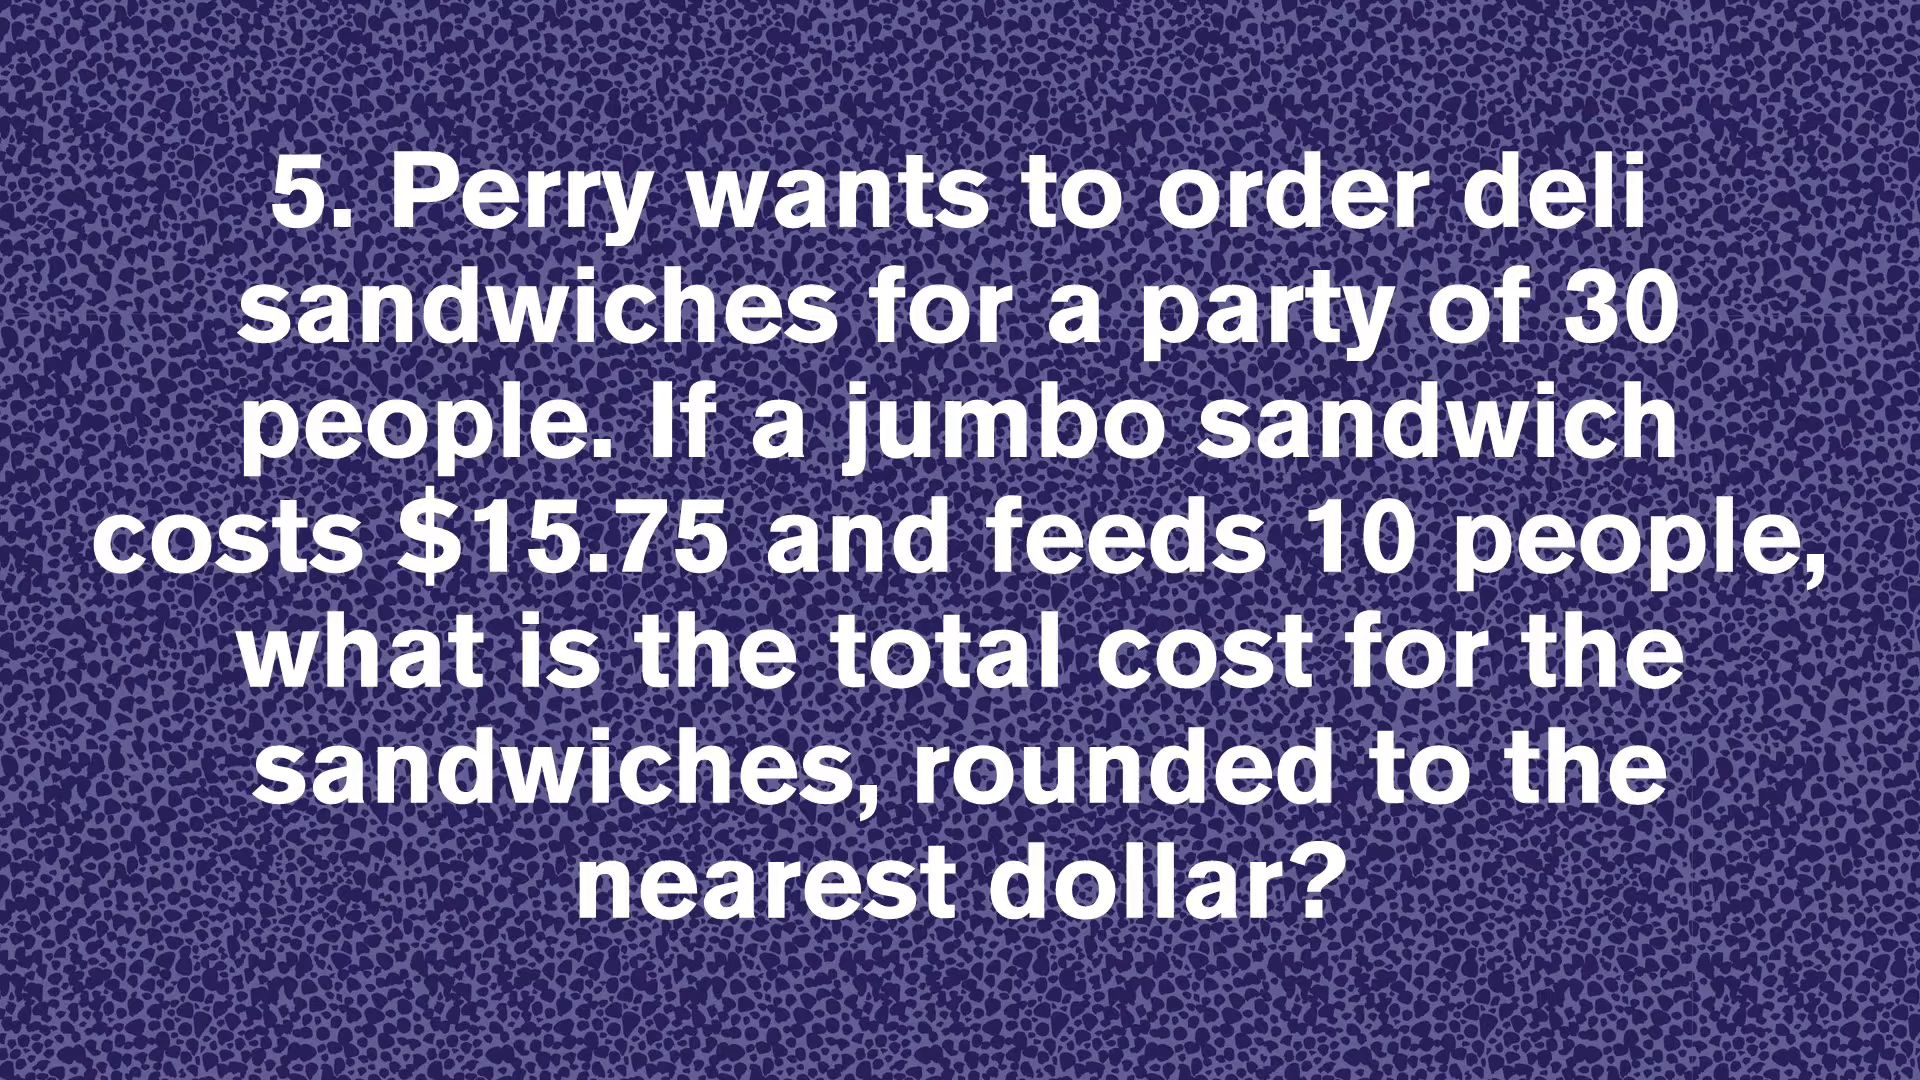 5. Perry wants to order deli
sandwiches for a party of 30
people. If a jumbo sandwich
costs $15.75 and feeds 10 people,
what is the total cost for the
sandwiches, rounded to the
nearest dollar?